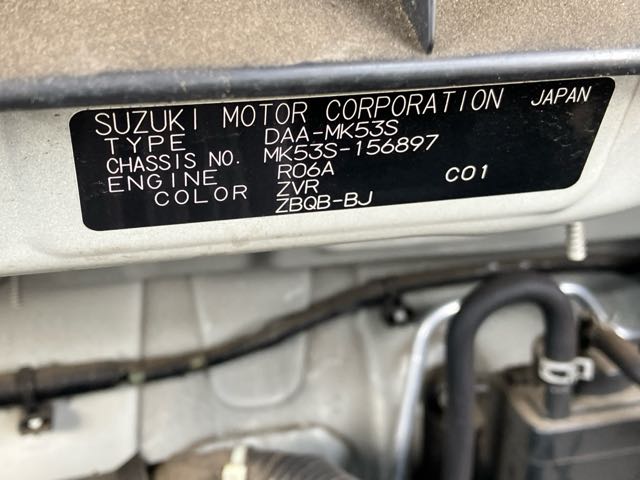 SUZUKI MOTOR CORPORATION JAPAN
TYPE DAA-MK53S
CHASSIS NO. MK53S-156897
ENGINE R06A C01
COLOR ZVR
ZBQB-BJ